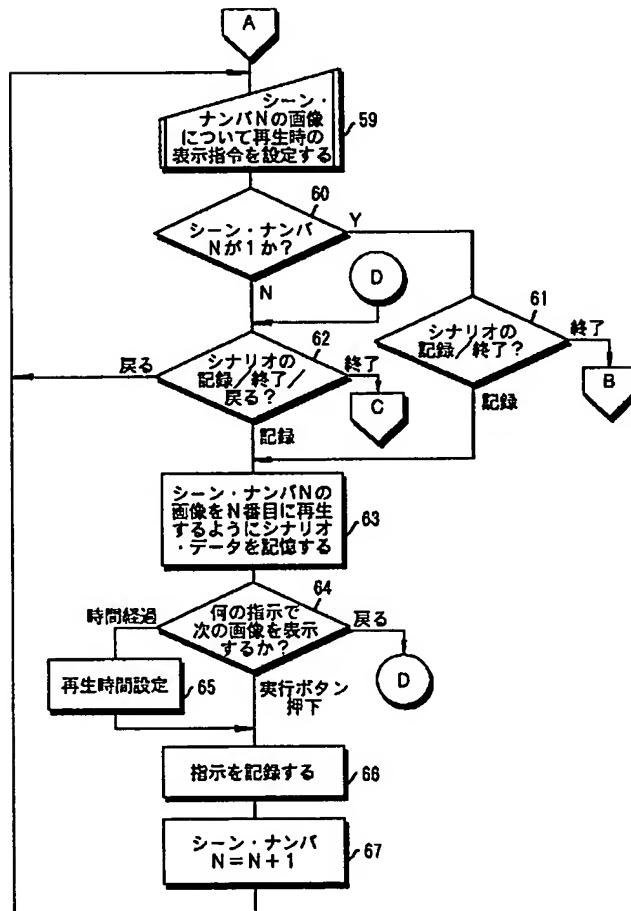 A
シーン・
ナンバNの画像
について再生時の
表示指令を設定する
59
60
シーン・ナンバ
Nが1か?
Y
N
D
61
シナリオの
記録/終了?
終了
B
記録
62
シナリオの
記録/終了/
戻る?
戻る
終了
C
記録
シーン・ナンバNの
画像をN番目に再生
するようにシナリオ
・データを記憶する
63
64
何の指示で
次の画像を表示
するか?
時間経過
戻る
D
再生時間設定
65
実行ボタン
押下
指示を記録する
66
シーン・ナンバ
N=N+1
67